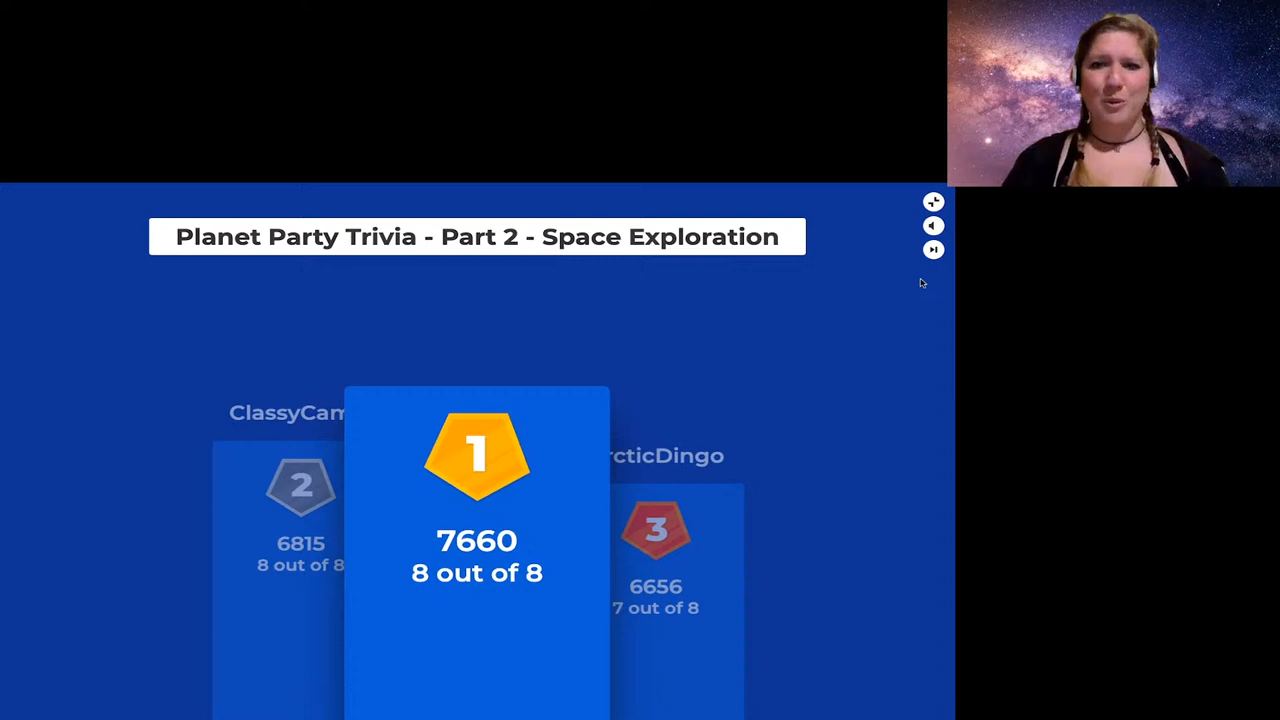 Planet Party Trivia - Part 2 - Space Exploration
1
7660
8 out of 8
2
6815
8 out of 8
3
6656
7 out of 8